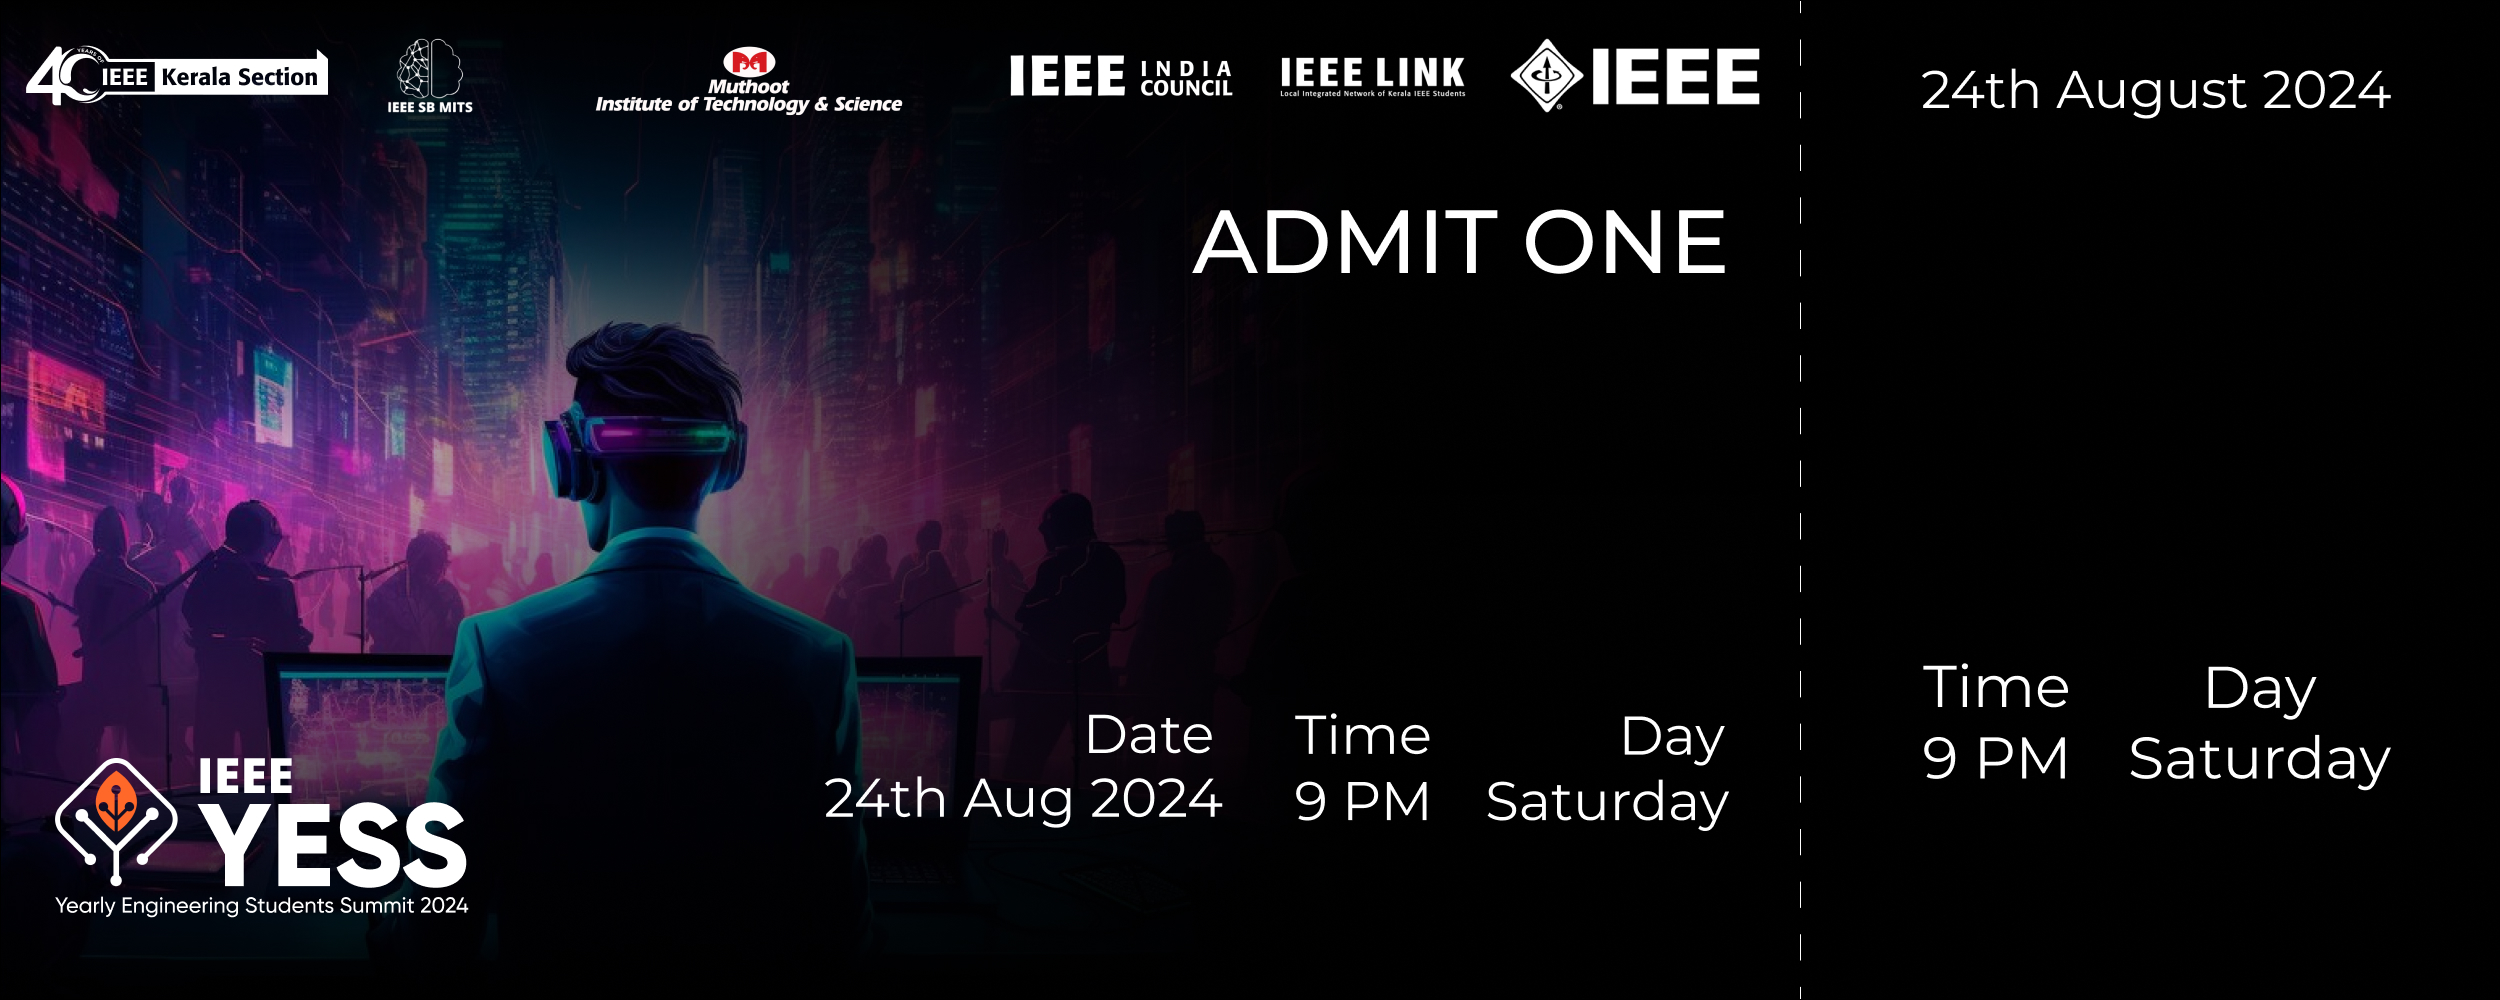 40 YEARS OF IEEE Kerala Section
IEEE SB MITS
Muthoot
Institute of Technology & Science
IEEE INDIA COUNCIL
IEEE LINK
Local Integrated Network of Kerala IEEE Students
IEEE
ADMIT ONE
Date
24th Aug 2024
Time
9 PM
Day
Saturday
IEEE
YESS
Yearly Engineering Students Summit 2024
24th August 2024
Time
9 PM
Day
Saturday